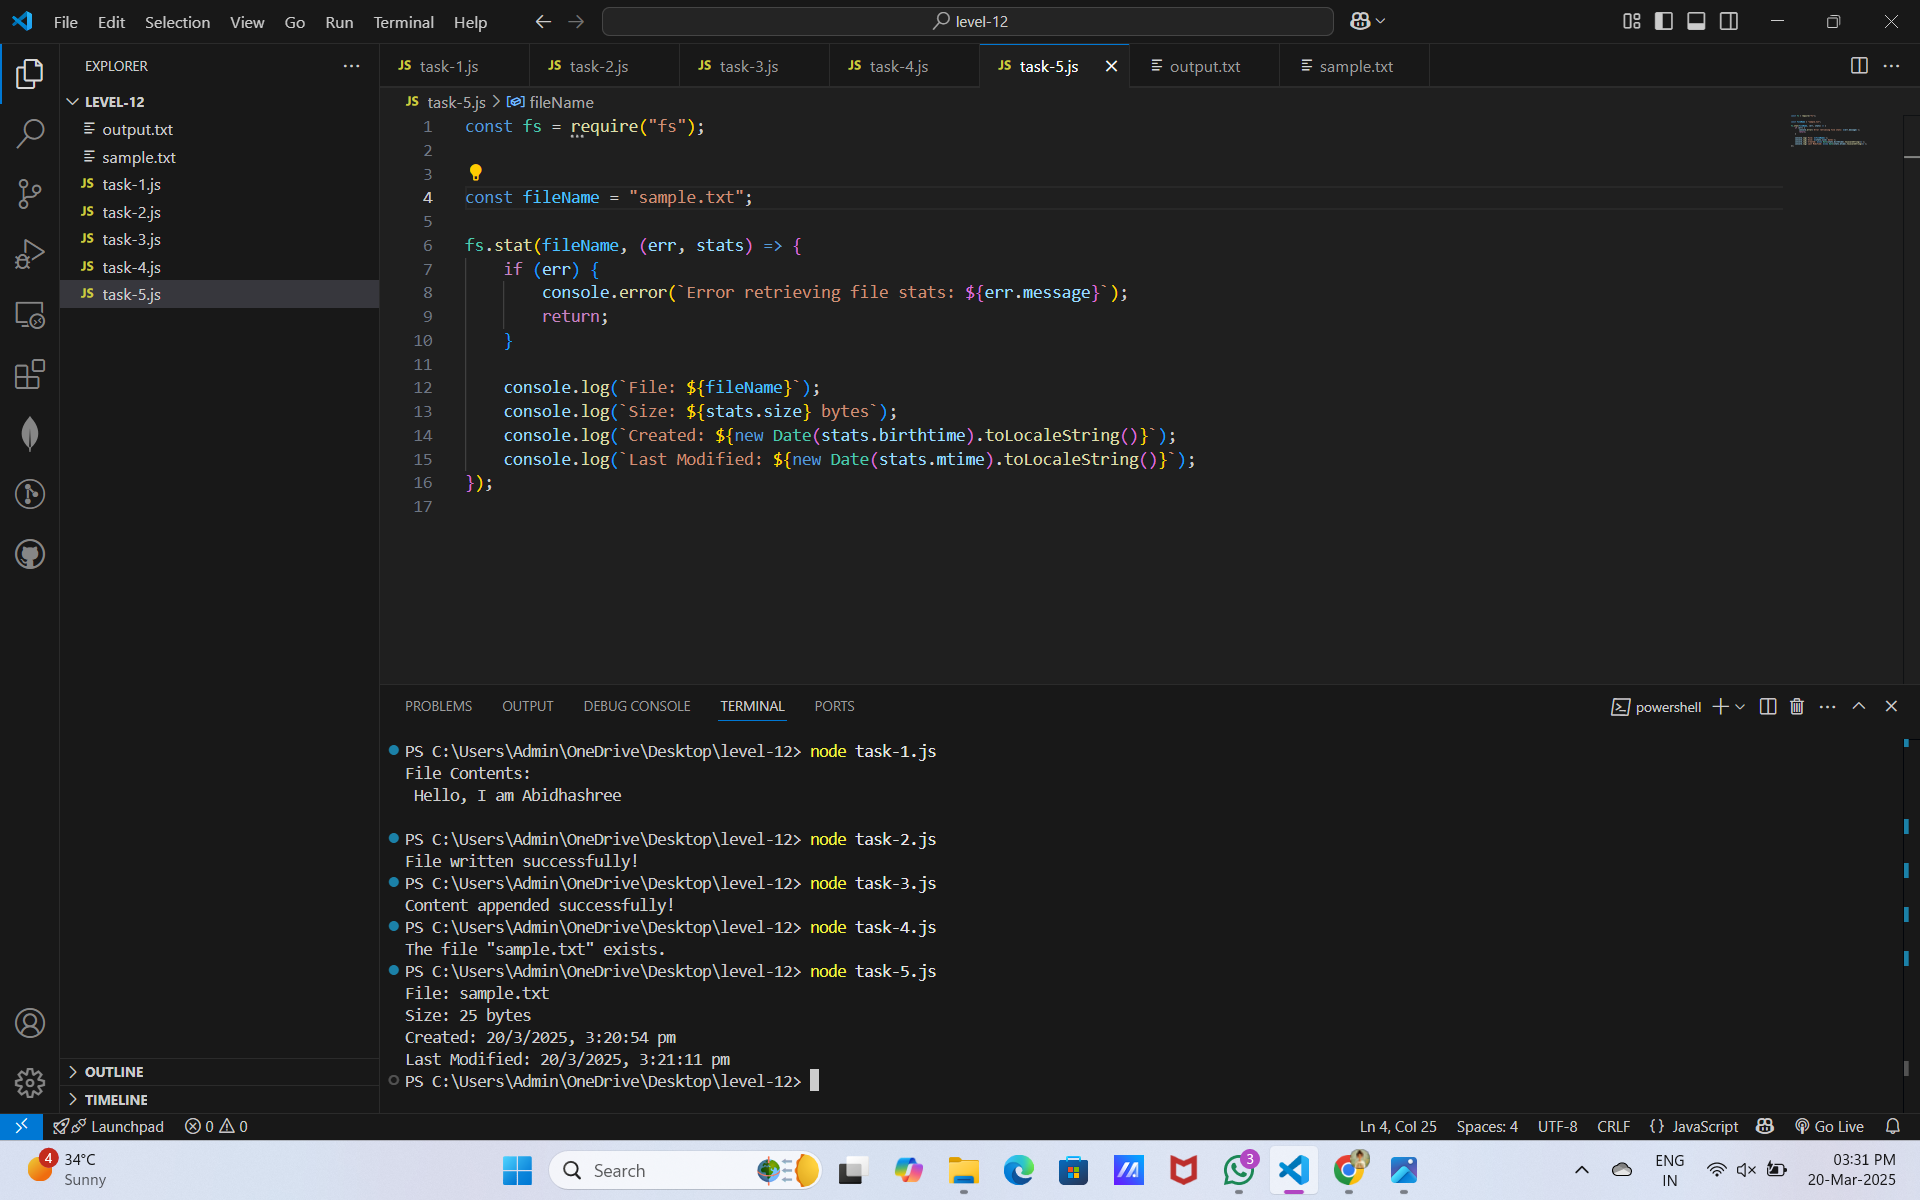 File Edit Selection View Go Run Terminal Help level-12
EXPLORER
LEVEL-12
output.txt
sample.txt
JS task-1.js
JS task-2.js
JS task-3.js
JS task-4.js
JS task-5.js
OUTLINE
TIMELINE
JS task-1.js JS task-2.js JS task-3.js JS task-4.js JS task-5.js output.txt sample.txt
JS task-5.js > fileName
1 const fs = require("fs");
2
3
4 const fileName = "sample.txt";
5
6 fs.stat(fileName, (err, stats) => {
7     if (err) {
8         console.error(`Error retrieving file stats: ${err.message}`);
9         return;
10     }
11
12     console.log(`File: ${fileName}`);
13     console.log(`Size: ${stats.size} bytes`);
14     console.log(`Created: ${new Date(stats.birthtime).toLocaleString()}`);
15     console.log(`Last Modified: ${new Date(stats.mtime).toLocaleString()}`);
16 });
17
PROBLEMS OUTPUT DEBUG CONSOLE TERMINAL PORTS powershell
PS C:\Users\Admin\OneDrive\Desktop\level-12> node task-1.js
File Contents:
Hello, I am Abidhashree
PS C:\Users\Admin\OneDrive\Desktop\level-12> node task-2.js
File written successfully!
PS C:\Users\Admin\OneDrive\Desktop\level-12> node task-3.js
Content appended successfully!
PS C:\Users\Admin\OneDrive\Desktop\level-12> node task-4.js
The file "sample.txt" exists.
PS C:\Users\Admin\OneDrive\Desktop\level-12> node task-5.js
File: sample.txt
Size: 25 bytes
Created: 20/3/2025, 3:20:54 pm
Last Modified: 20/3/2025, 3:21:11 pm
PS C:\Users\Admin\OneDrive\Desktop\level-12>
Launchpad 0 0 Ln 4, Col 25 Spaces: 4 UTF-8 CRLF {} JavaScript Go Live
4 34°C
Sunny
Search
3
ENG
IN
03:31 PM
20-Mar-2025